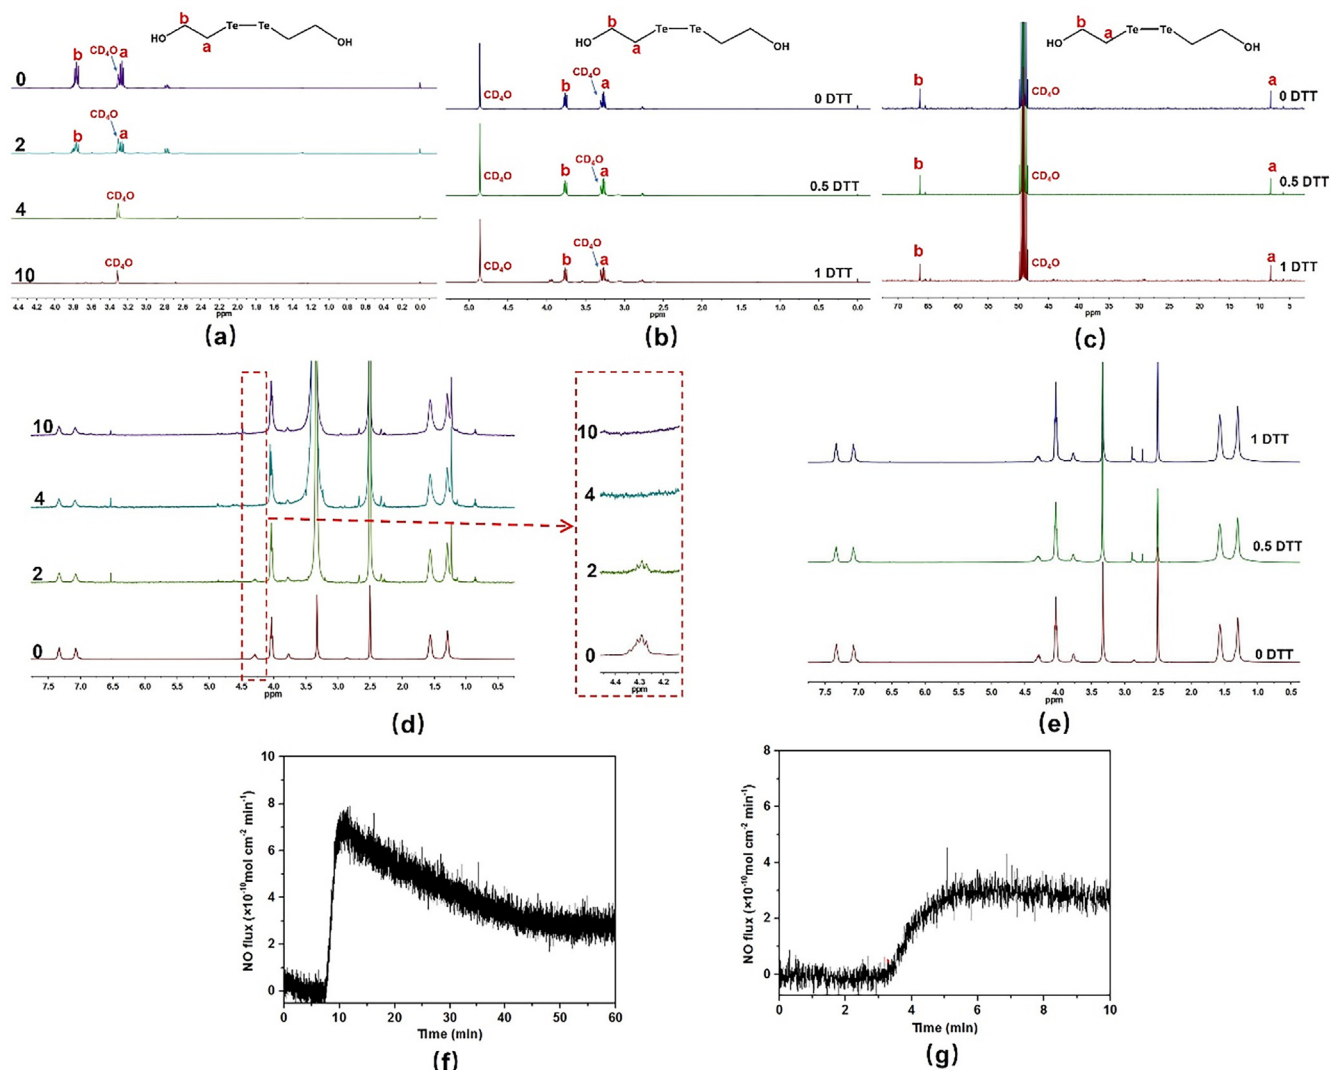 b
HO
Te
Te
a
OH
b
CD4O
a
0
b
CD4O
a
2
CD4O
4
CD4O
10
4.4 4.2 4.0 3.8 3.6 3.4 3.2 3.0 2.8 2.6 2.4 2.2 2.0 1.8 1.6 1.4 1.2 1.0 0.8 0.6 0.4 0.2 0.0
ppm
(a)
b
HO
Te
Te
a
OH
CD4O
b
CD4O
a
0 DTT
CD4O
b
CD4O
a
0.5 DTT
CD4O
b
CD4O
a
1 DTT
5.0 4.5 4.0 3.5 3.0 2.5 2.0 1.5 1.0 0.5 0.0
ppm
(b)
b
HO
Te
Te
a
OH
b
CD4O
a
0 DTT
b
CD4O
a
0.5 DTT
b
CD4O
a
1 DTT
70 65 60 55 50 45 40 35 30 25 20 15 10 5
ppm
(c)
10
4
2
0
7.5 7.0 6.5 6.0 5.5 5.0 4.5 4.0 3.5 3.0 2.5 2.0 1.5 1.0 0.5
ppm
10
4
2
0
4.4 4.3 4.2
ppm
(d)
1 DTT
0.5 DTT
0 DTT
7.5 7.0 6.5 6.0 5.5 5.0 4.5 4.0 3.5 3.0 2.5 2.0 1.5 1.0 0.5
ppm
(e)
NO flux (×10-10mol cm-2 min-1)
10
8
6
4
2
0
0 10 20 30 40 50 60
Time (min)
(f)
NO flux (×10-10mol cm-2 min-1)
8
6
4
2
0
0 2 4 6 8 10
Time (min)
(g)